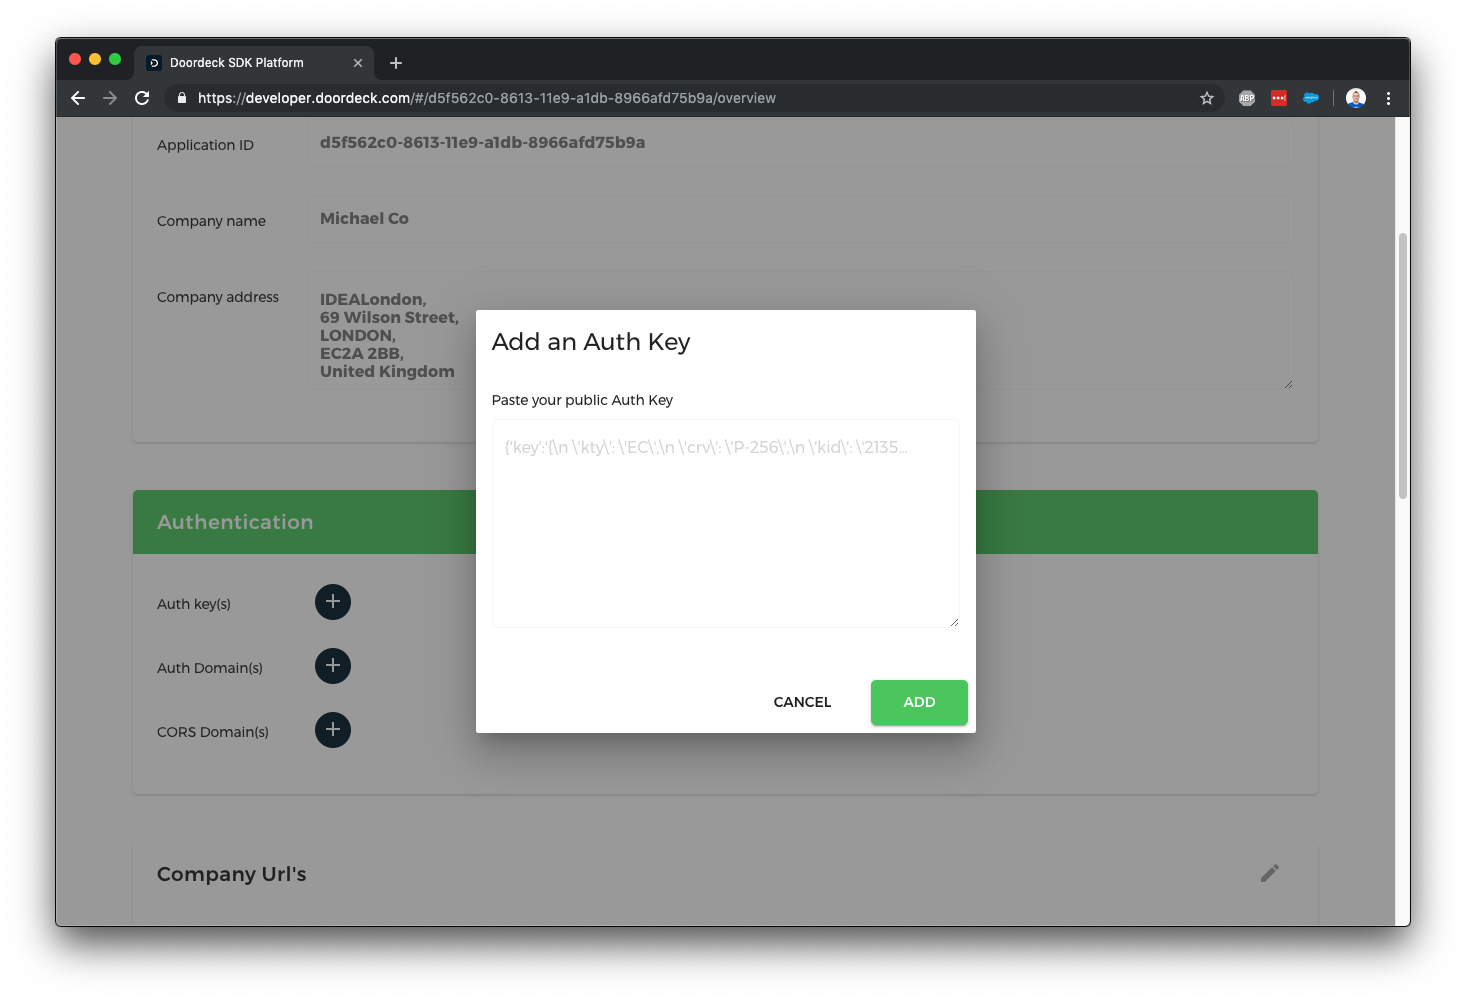 Doordeck SDK Platform
https://developer.doordeck.com/#/d5f562c0-8613-11e9-a1db-8966afd75b9a/overview
ABP
Application ID
d5f562c0-8613-11e9-a1db-8966afd75b9a
Company name
Michael Co
Company address
IDEALondon,
69 Wilson Street,
LONDON,
EC2A 2BB,
United Kingdom
Add an Auth Key
Paste your public Auth Key
{'key':'{\n \'kty\': \'EC\',\n \'crv\': \'P-256\',\n \'kid\': \'2135...
CANCEL
ADD
Authentication
Auth key(s)
Auth Domain(s)
CORS Domain(s)
Company Url's